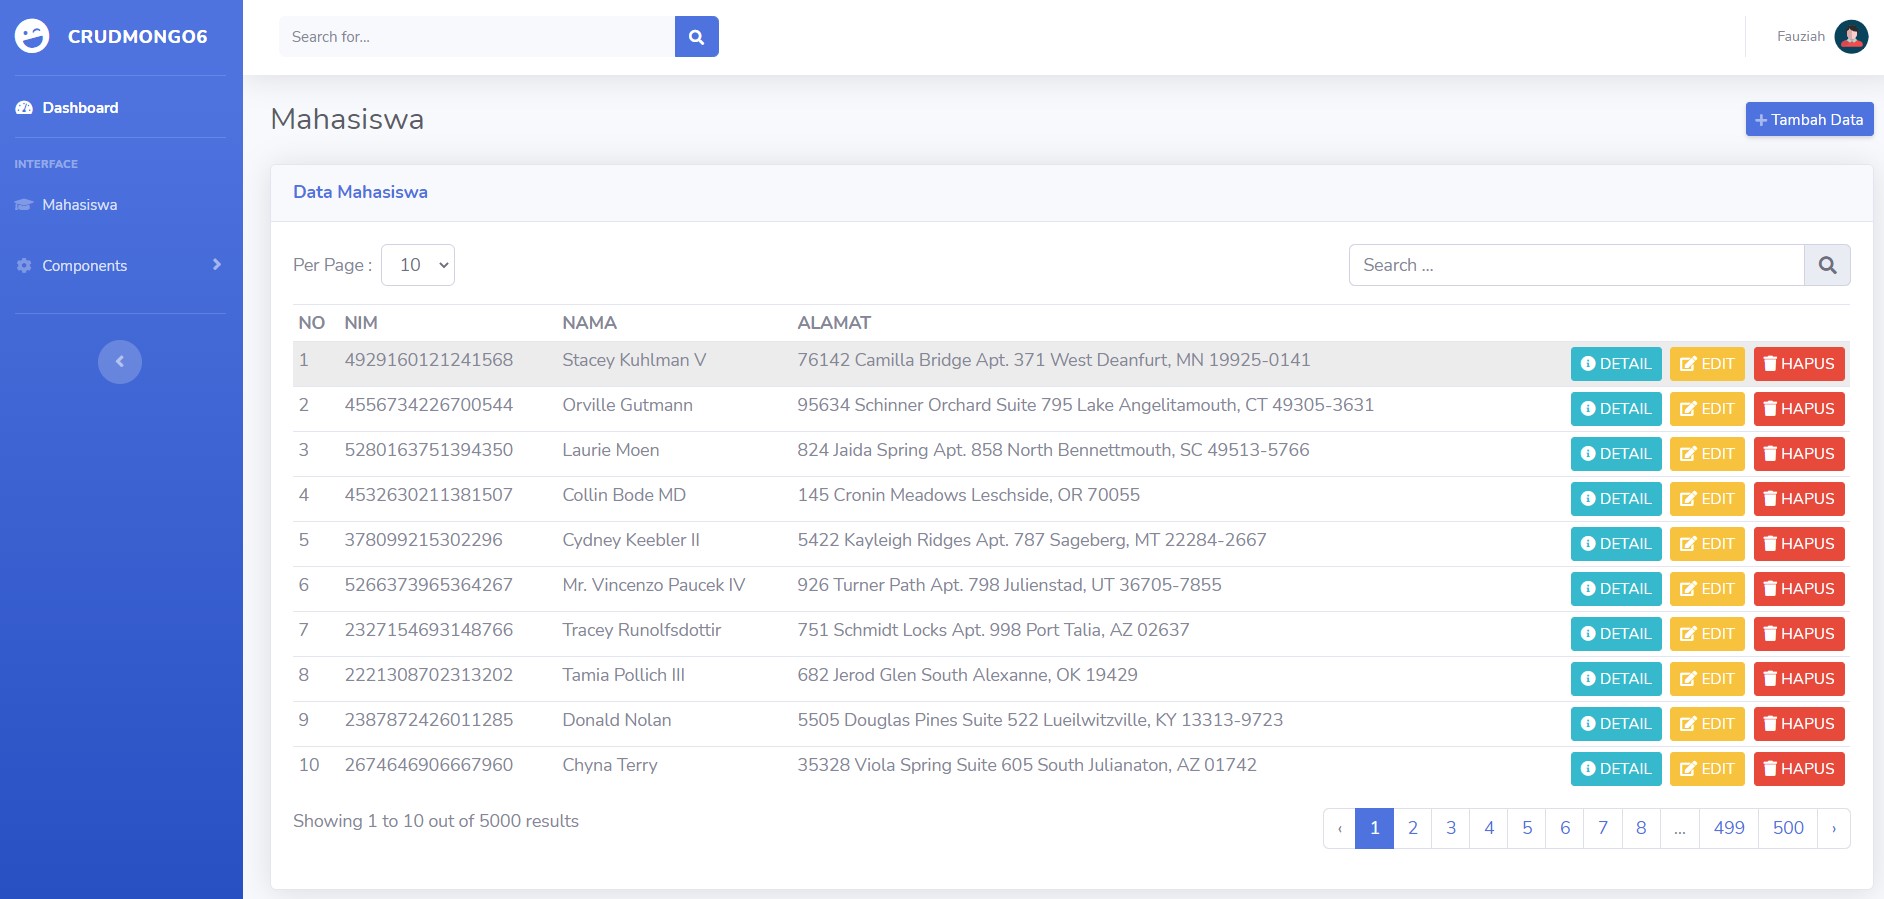 CRUDMONGO6
Dashboard
INTERFACE
Mahasiswa
Components
Search for...
Fauziah
Mahasiswa
+ Tambah Data
Data Mahasiswa
Per Page : 10
Search ...
NO NIM NAMA ALAMAT
1 4929160121241568 Stacey Kuhlman V 76142 Camilla Bridge Apt. 371 West Deanfurt, MN 19925-0141 DETAIL EDIT HAPUS
2 4556734226700544 Orville Gutmann 95634 Schinner Orchard Suite 795 Lake Angelitamouth, CT 49305-3631 DETAIL EDIT HAPUS
3 5280163751394350 Laurie Moen 824 Jaida Spring Apt. 858 North Bennettmouth, SC 49513-5766 DETAIL EDIT HAPUS
4 4532630211381507 Collin Bode MD 145 Cronin Meadows Leschside, OR 70055 DETAIL EDIT HAPUS
5 378099215302296 Cydney Keebler II 5422 Kayleigh Ridges Apt. 787 Sageberg, MT 22284-2667 DETAIL EDIT HAPUS
6 5266373965364267 Mr. Vincenzo Paucek IV 926 Turner Path Apt. 798 Julienstad, UT 36705-7855 DETAIL EDIT HAPUS
7 2327154693148766 Tracey Runolfsdottir 751 Schmidt Locks Apt. 998 Port Talia, AZ 02637 DETAIL EDIT HAPUS
8 2221308702313202 Tamia Pollich III 682 Jerod Glen South Alexanne, OK 19429 DETAIL EDIT HAPUS
9 2387872426011285 Donald Nolan 5505 Douglas Pines Suite 522 Lueilwitzville, KY 13313-9723 DETAIL EDIT HAPUS
10 2674646906667960 Chyna Terry 35328 Viola Spring Suite 605 South Julianaton, AZ 01742 DETAIL EDIT HAPUS
Showing 1 to 10 out of 5000 results
‹ 1 2 3 4 5 6 7 8 ... 499 500 ›